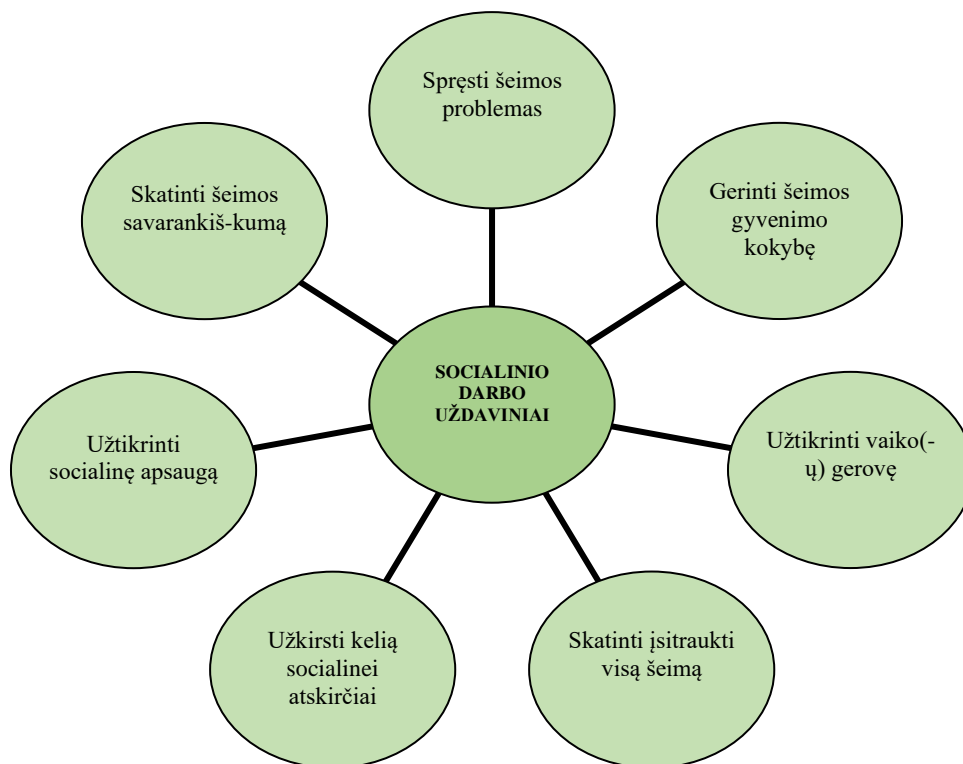 Spręsti šeimos
problemas
Gerinti šeimos
gyvenimo
kokybę
Užtikrinti vaiko(-
ų) gerovę
Skatinti įsitraukti
visą šeimą
Užkirsti kelią
socialinei
atskirčiai
Užtikrinti
socialinę apsaugą
Skatinti šeimos
savarankiš-kumą
SOCIALINIO
DARBO
UŽDAVINIAI